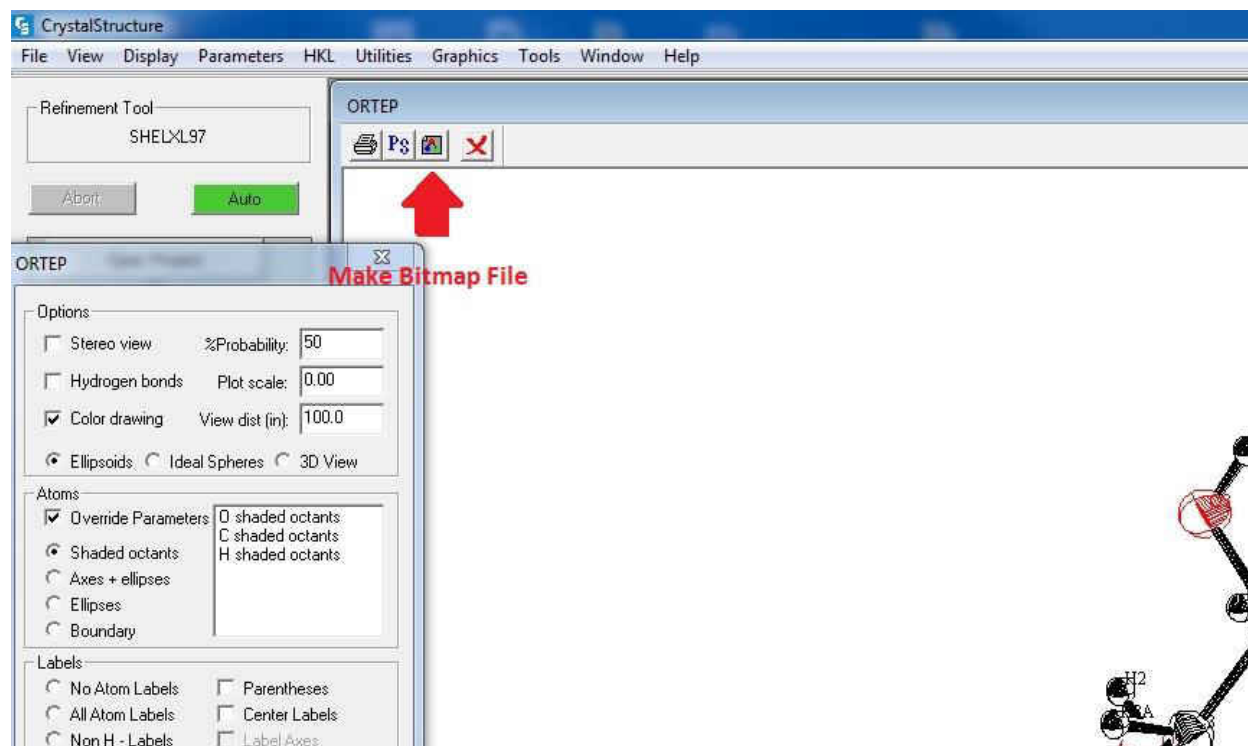 CrystalStructure
File View Display Parameters HKL Utilities Graphics Tools Window Help
Refinement Tool
SHELXL97
Abort
Auto
ORTEP
PS
Make Bitmap File
ORTEP
Options
Stereo view %Probability: 50
Hydrogen bonds Plot scale: 0.00
Color drawing View dist (in): 100.0
Ellipsoids Ideal Spheres 3D View
Atoms
Override Parameters
Shaded octants
Axes + ellipses
Ellipses
Boundary
O shaded octants
C shaded octants
H shaded octants
Labels
No Atom Labels Parentheses
All Atom Labels Center Labels
Non H - Labels Label Axes
H2